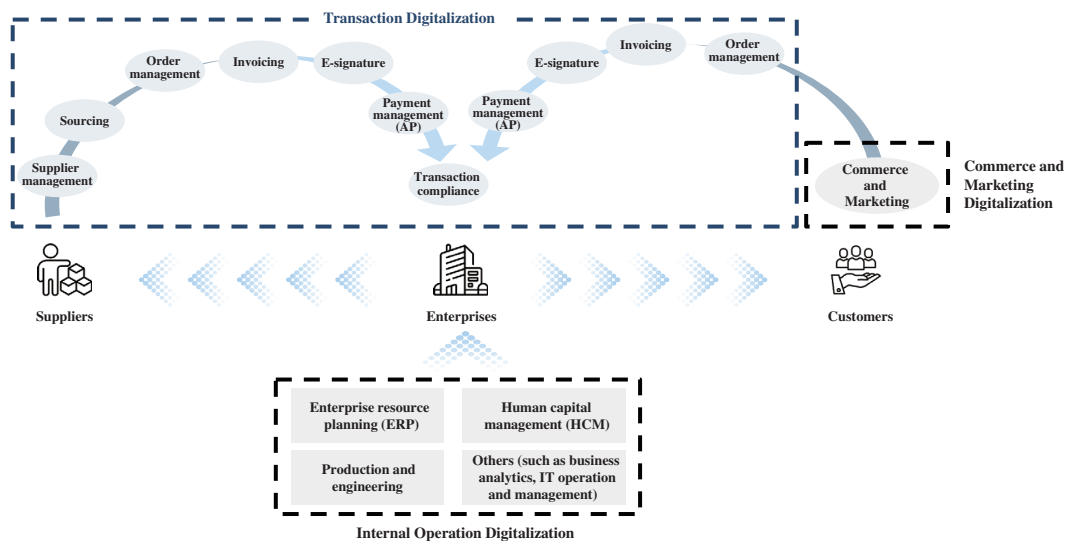 Transaction Digitalization
Supplier
management
Sourcing
Order
management
Invoicing
E-signature
Payment
management
(AP)
Transaction
compliance
Payment
management
(AP)
E-signature
Invoicing
Order
management
Commerce
and
Marketing
Commerce and
Marketing
Digitalization
Suppliers
Enterprises
Customers
Enterprise resource
planning (ERP)
Human capital
management (HCM)
Production and
engineering
Others (such as business
analytics, IT operation
and management)
Internal Operation Digitalization